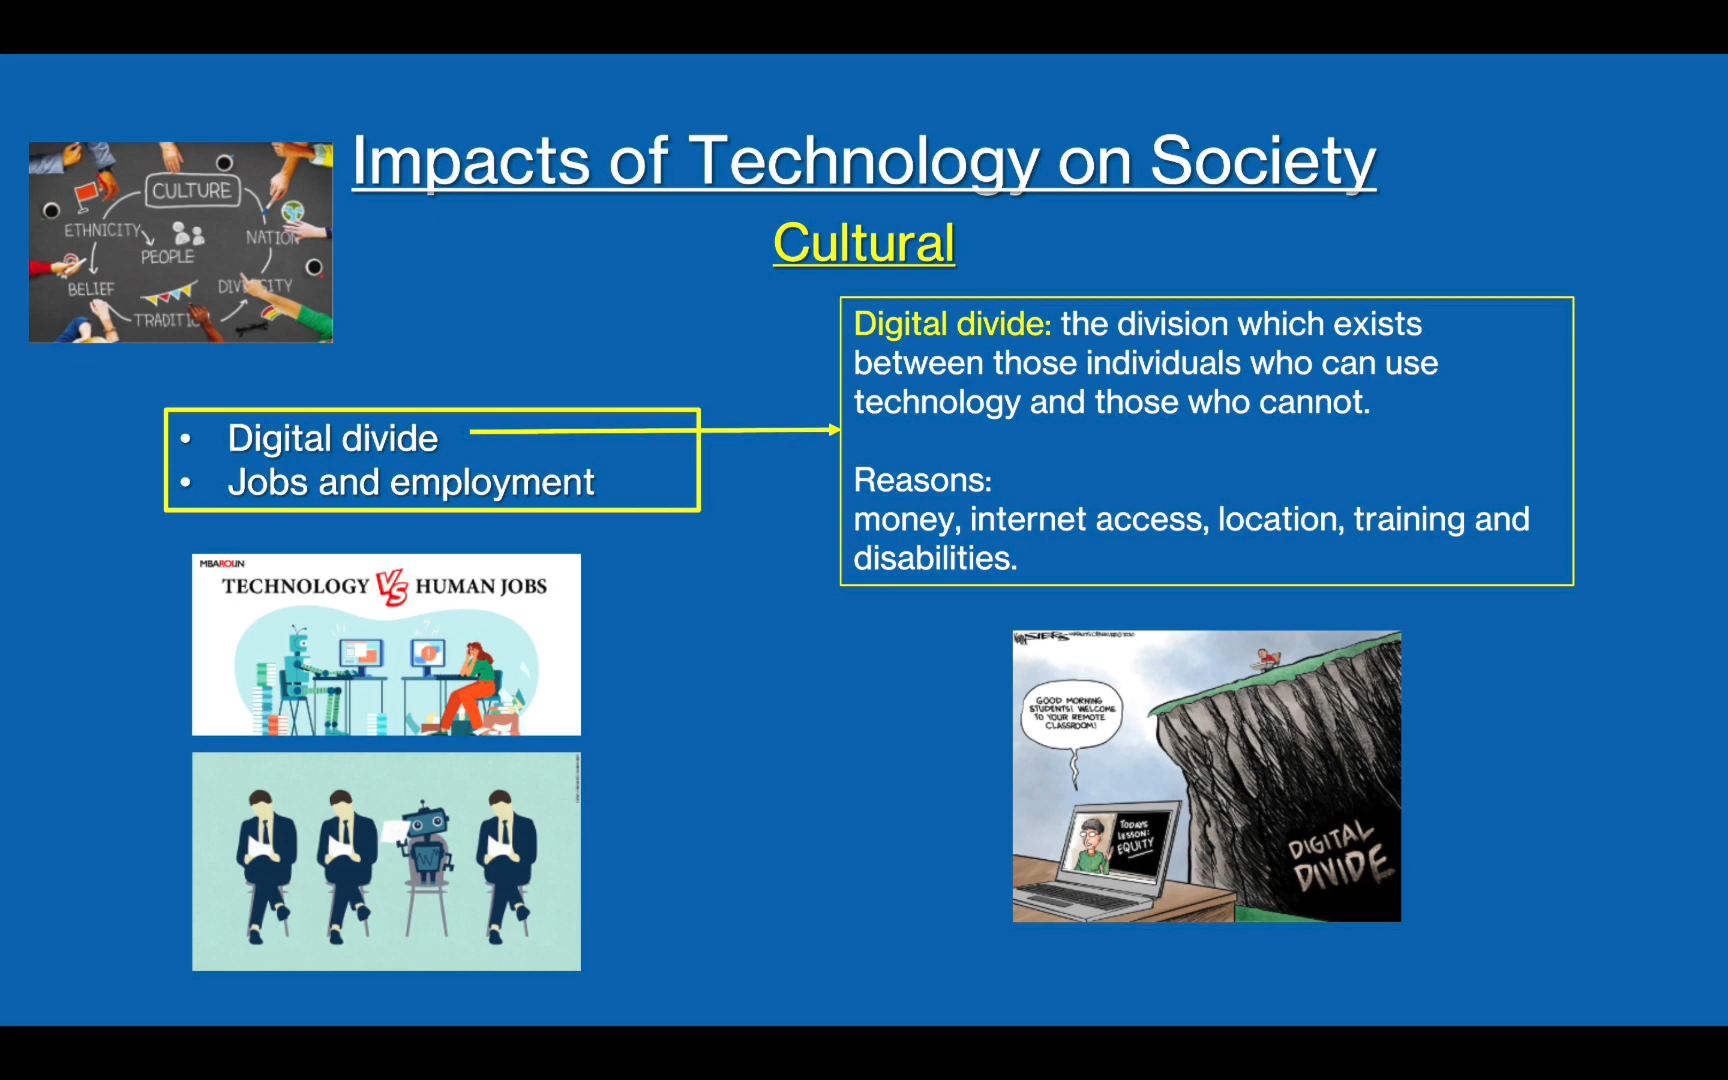 Impacts of Technology on Society
Cultural
CULTURE
ETHNICITY
NATION
PEOPLE
BELIEF
DIVERSITY
Digital divide: the division which exists
between those individuals who can use
technology and those who cannot.
Reasons:
money, internet access, location, training and
disabilities.
• Digital divide
• Jobs and employment
MBAROUN
TECHNOLOGY VS HUMAN JOBS
GOOD MORNING
STUDENTS! WELCOME
TO YOUR REMOTE
CLASSROOM!
TODAY'S
LESSON:
EQUITY
DIGITAL
DIVIDE